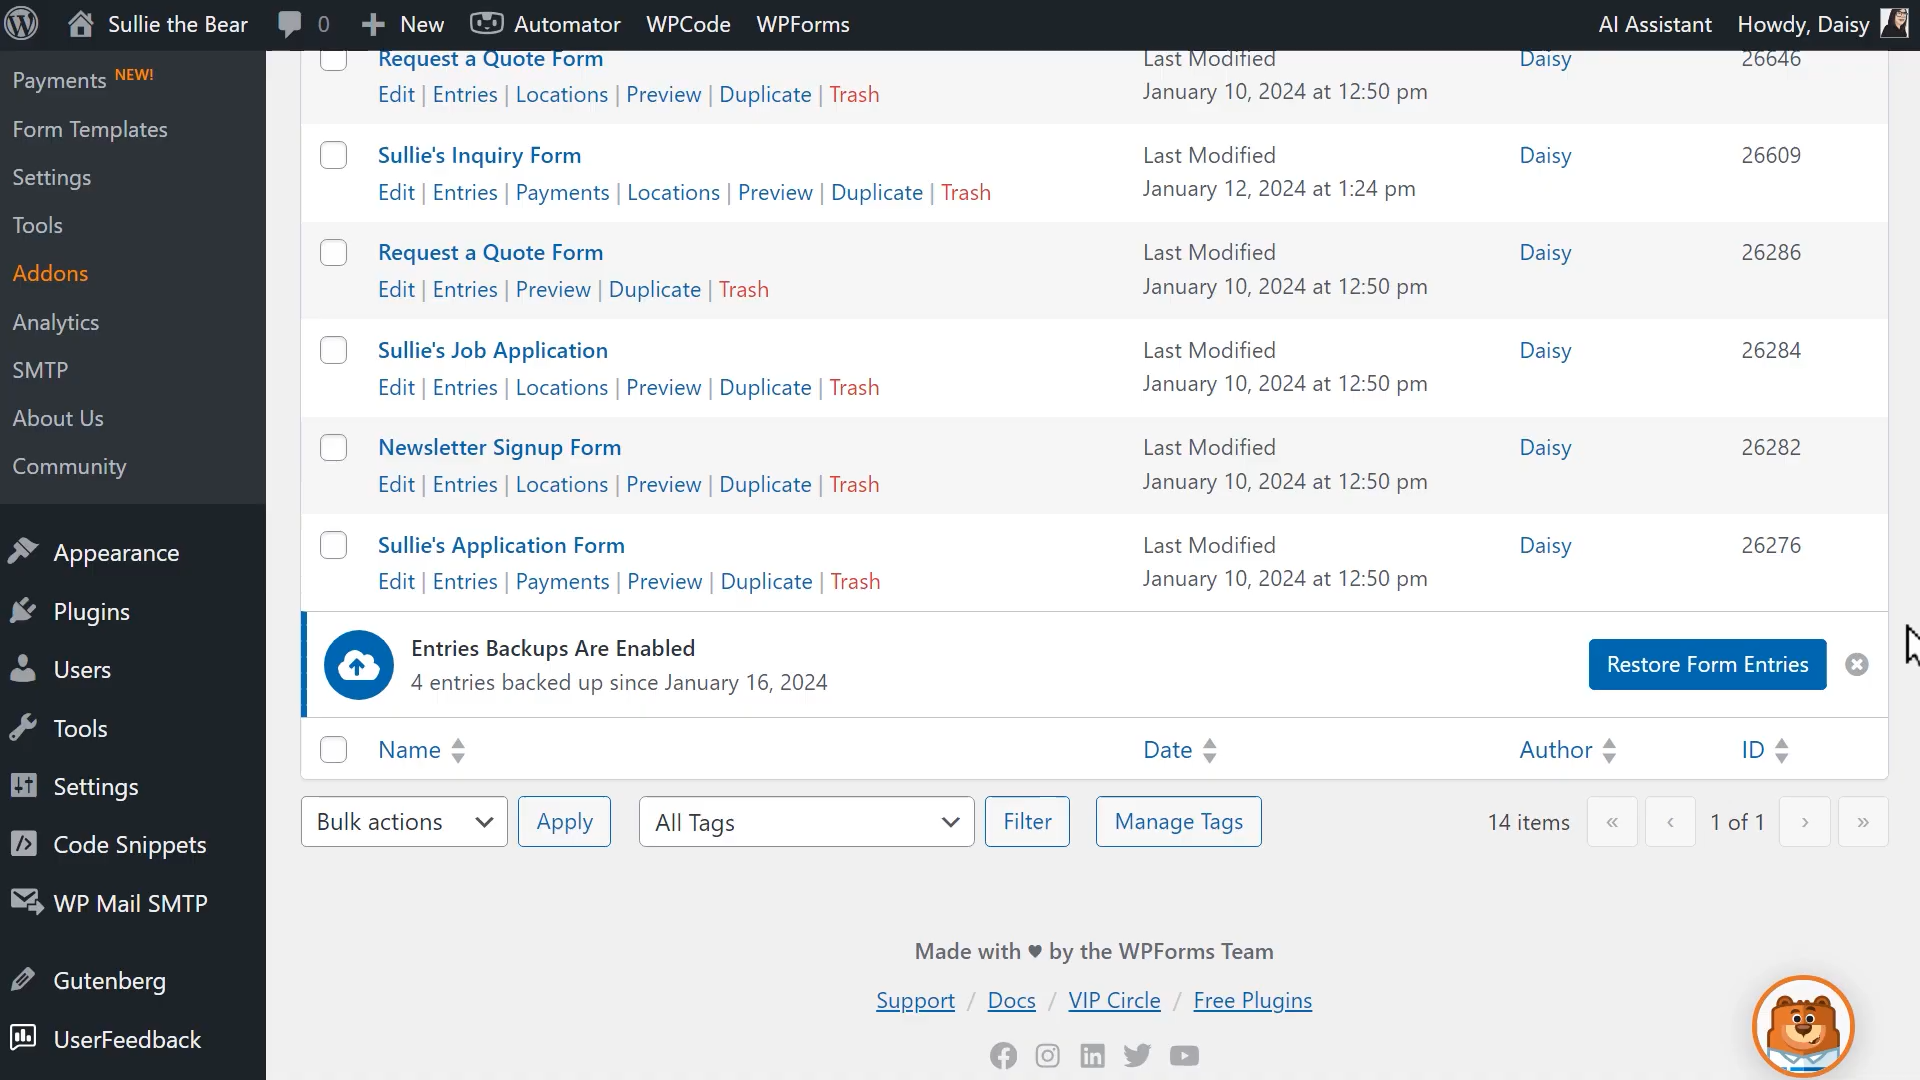 Sullie the Bear 0 New Automator WPCode WPForms AI Assistant Howdy, Daisy
Payments NEW!
Form Templates
Settings
Tools
Addons
Analytics
SMTP
About Us
Community
Appearance
Plugins
Users
Tools
Settings
Code Snippets
WP Mail SMTP
Gutenberg
UserFeedback
Request a Quote Form Last Modified Daisy 26646
Edit | Entries | Locations | Preview | Duplicate | Trash January 10, 2024 at 12:50 pm
Sullie's Inquiry Form Last Modified Daisy 26609
Edit | Entries | Payments | Locations | Preview | Duplicate | Trash January 12, 2024 at 1:24 pm
Request a Quote Form Last Modified Daisy 26286
Edit | Entries | Preview | Duplicate | Trash January 10, 2024 at 12:50 pm
Sullie's Job Application Last Modified Daisy 26284
Edit | Entries | Locations | Preview | Duplicate | Trash January 10, 2024 at 12:50 pm
Newsletter Signup Form Last Modified Daisy 26282
Edit | Entries | Locations | Preview | Duplicate | Trash January 10, 2024 at 12:50 pm
Sullie's Application Form Last Modified Daisy 26276
Edit | Entries | Payments | Preview | Duplicate | Trash January 10, 2024 at 12:50 pm
Entries Backups Are Enabled
4 entries backed up since January 16, 2024
Restore Form Entries
Name Date Author ID
Bulk actions Apply All Tags Filter Manage Tags 14 items « ‹ 1 of 1 › »
Made with ♥ by the WPForms Team
Support / Docs / VIP Circle / Free Plugins